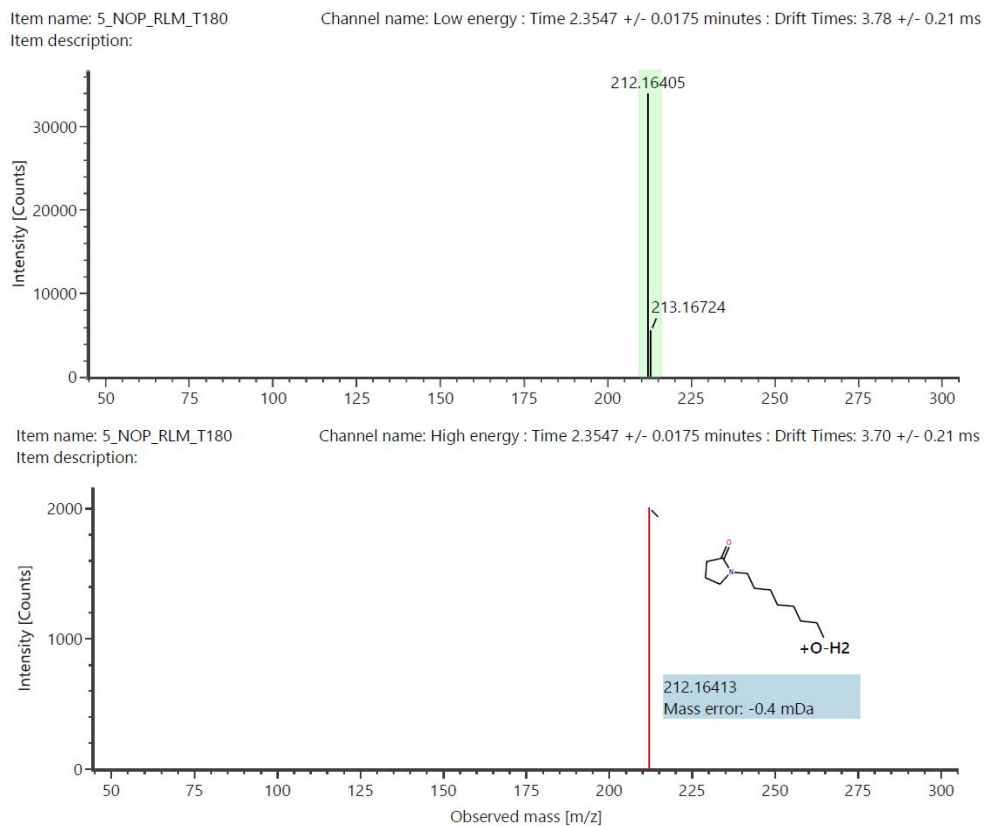 Item name: 5_NOP_RLM_T180 Channel name: Low energy : Time 2.3547 +/- 0.0175 minutes : Drift Times: 3.78 +/- 0.21 ms
Item description:
212.16405
30000
20000
10000
0
213.16724
Intensity [Counts]
50 75 100 125 150 175 200 225 250 275 300
Item name: 5_NOP_RLM_T180 Channel name: High energy : Time 2.3547 +/- 0.0175 minutes : Drift Times: 3.70 +/- 0.21 ms
Item description:
2000
1000
0
Intensity [Counts]
O
N
+O-H2
212.16413
Mass error: -0.4 mDa
50 75 100 125 150 175 200 225 250 275 300
Observed mass [m/z]